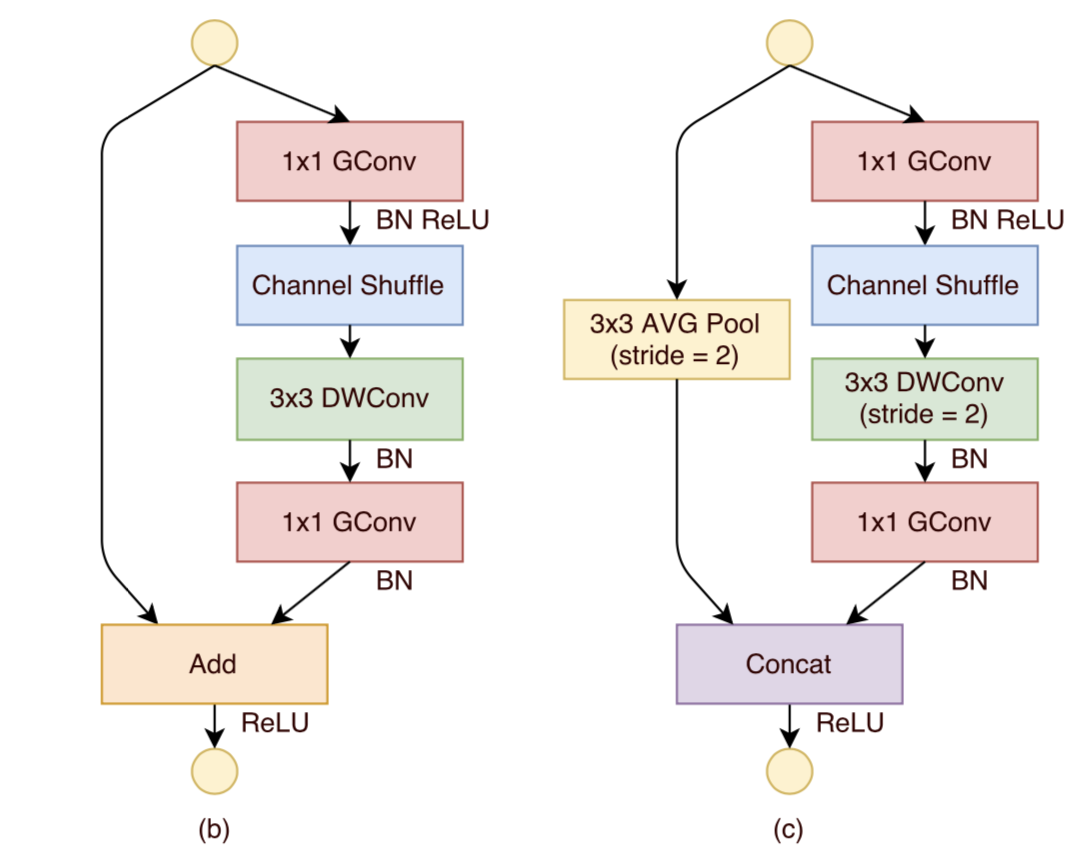 1x1 GConv
BN ReLU
Channel Shuffle
3x3 DWConv
BN
1x1 GConv
BN
Add
ReLU
(b)
1x1 GConv
BN ReLU
Channel Shuffle
3x3 AVG Pool
(stride = 2)
3x3 DWConv
(stride = 2)
BN
1x1 GConv
BN
Concat
ReLU
(c)